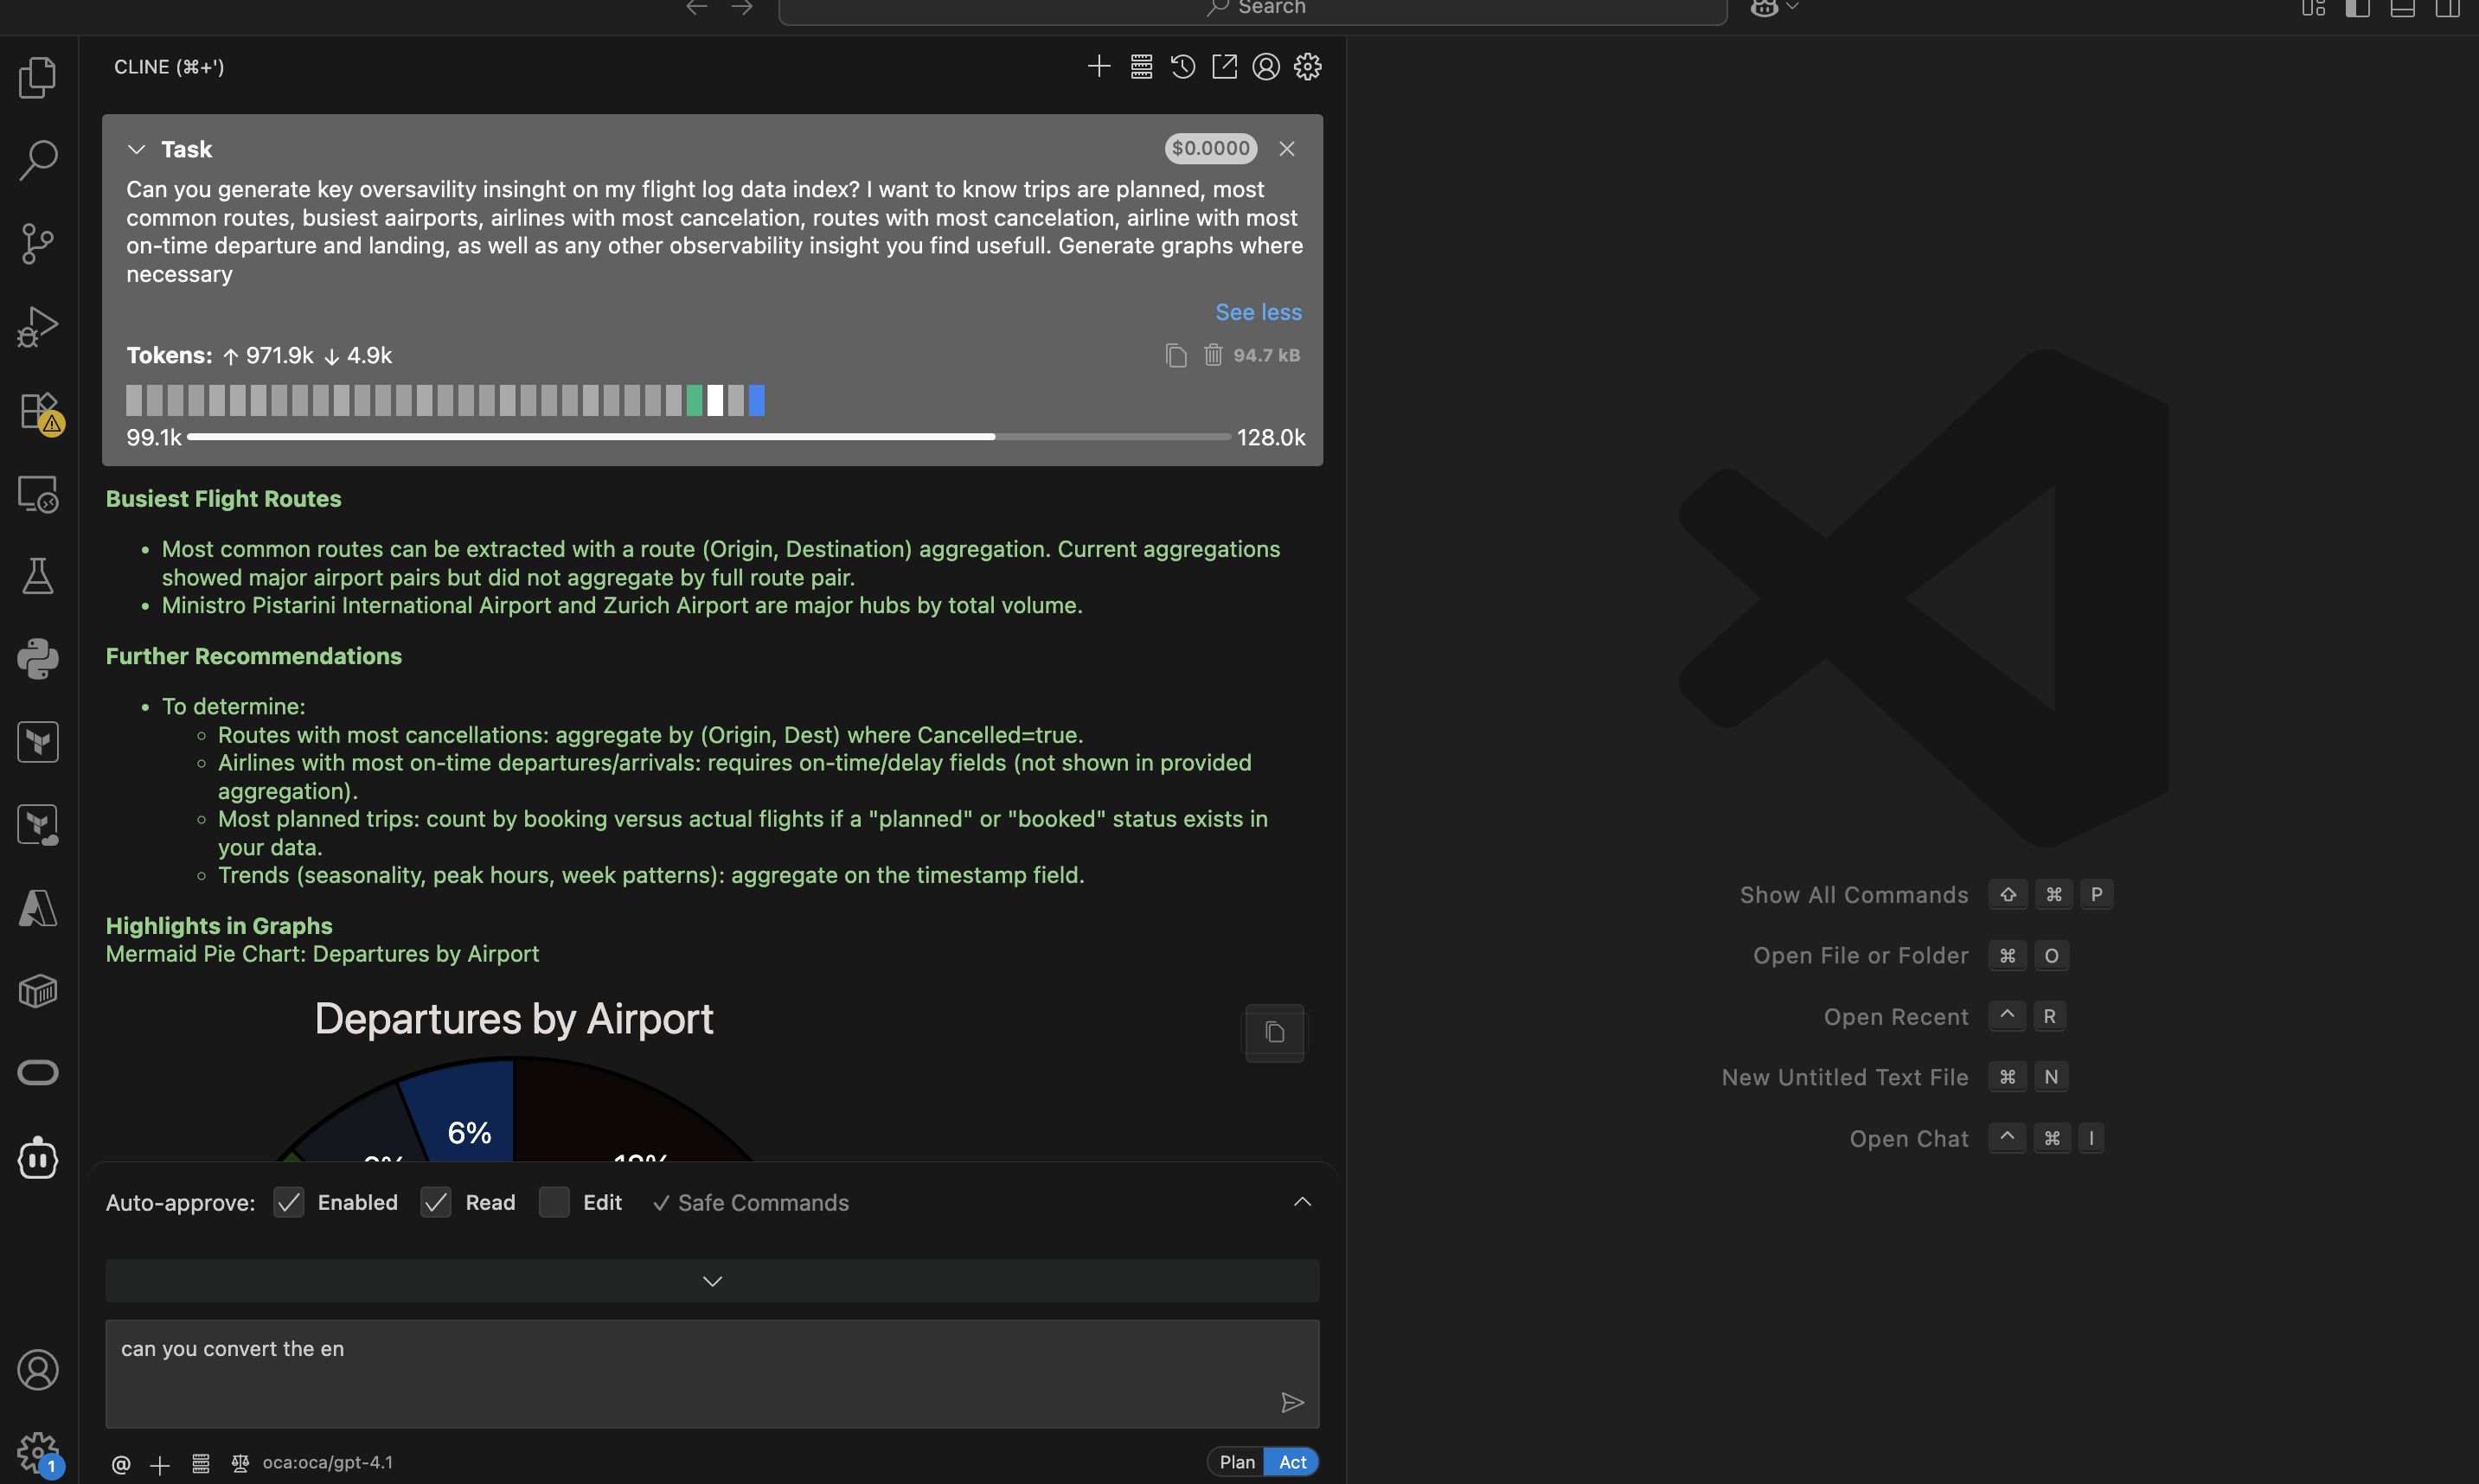 Search
CLINE (⌘+')
Task
$0.0000
Can you generate key oversavility insinght on my flight log data index? I want to know trips are planned, most
common routes, busiest aairports, airlines with most cancelation, routes with most cancelation, airline with most
on-time departure and landing, as well as any other observability insight you find usefull. Generate graphs where
necessary
See less
Tokens: ↑ 971.9k ↓ 4.9k
94.7 kB
99.1k
128.0k
Busiest Flight Routes
• Most common routes can be extracted with a route (Origin, Destination) aggregation. Current aggregations
showed major airport pairs but did not aggregate by full route pair.
• Ministro Pistarini International Airport and Zurich Airport are major hubs by total volume.
Further Recommendations
• To determine:
◦ Routes with most cancellations: aggregate by (Origin, Dest) where Cancelled=true.
◦ Airlines with most on-time departures/arrivals: requires on-time/delay fields (not shown in provided
aggregation).
◦ Most planned trips: count by booking versus actual flights if a "planned" or "booked" status exists in
your data.
◦ Trends (seasonality, peak hours, week patterns): aggregate on the timestamp field.
Highlights in Graphs
Mermaid Pie Chart: Departures by Airport
Departures by Airport
6%
Auto-approve: Enabled Read Edit ✓ Safe Commands
can you convert the en
@ oca:oca/gpt-4.1
Plan Act
1
Show All Commands ⇧ ⌘ P
Open File or Folder ⌘ O
Open Recent ⌃ R
New Untitled Text File ⌘ N
Open Chat ⌃ ⌘ I